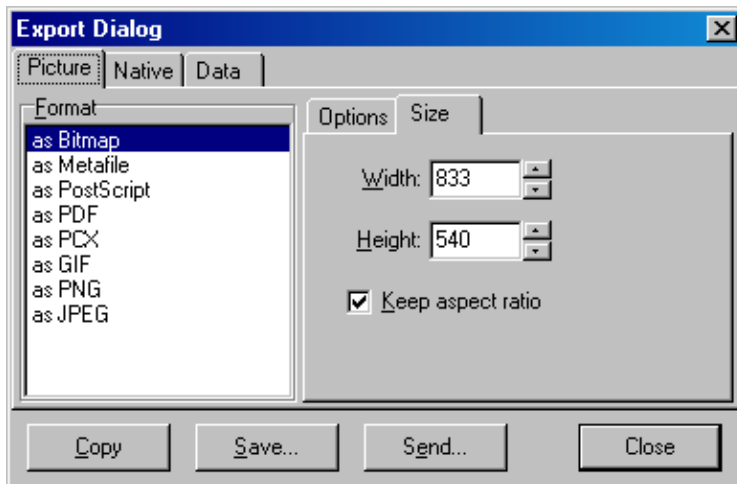 Export Dialog
Picture Native Data
Format
as Bitmap
as Metafile
as PostScript
as PDF
as PCX
as GIF
as PNG
as JPEG
Options Size
Width: 833
Height: 540
Keep aspect ratio
Copy Save... Send... Close